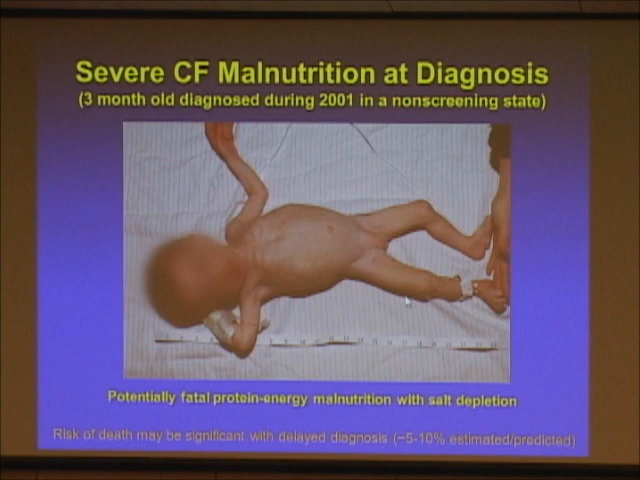 Severe CF Malnutrition at Diagnosis
(3 month old diagnosed during 2001 in a nonscreening state)
Potentially fatal protein-energy malnutrition with salt depletion
Risk of death may be significant with delayed diagnosis (~5-10% estimated/predicted)